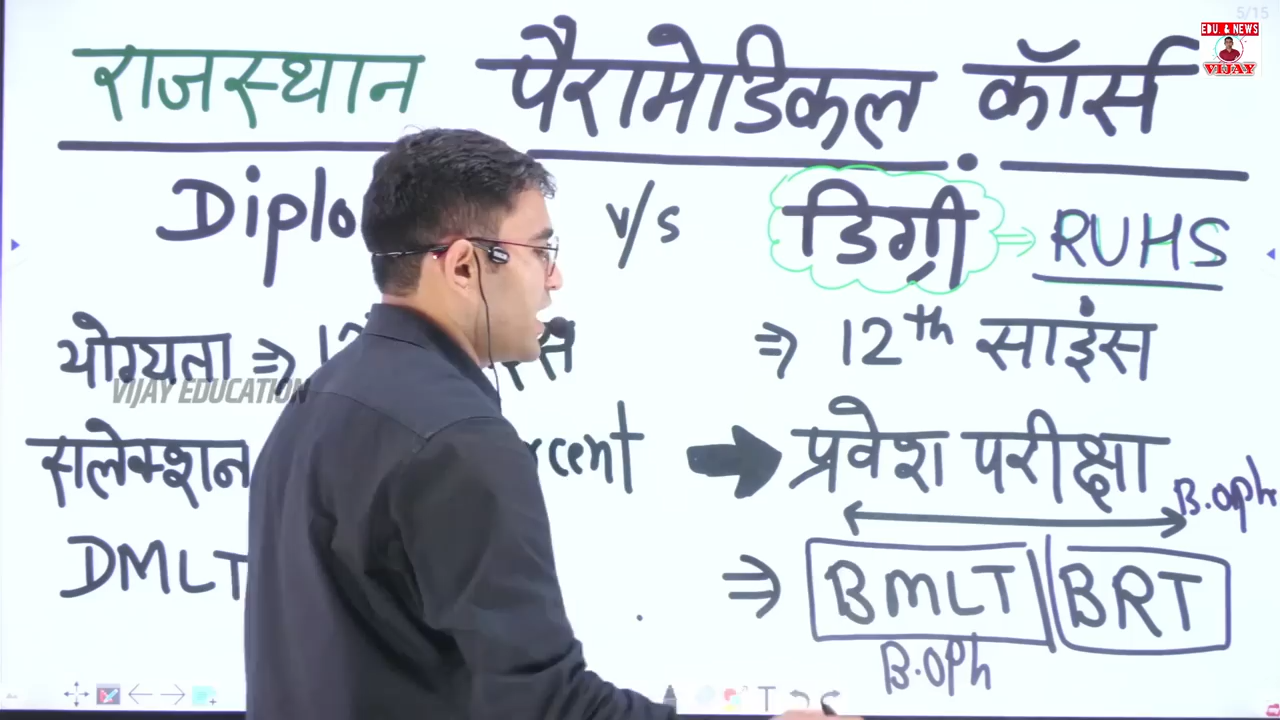 5/15
EDU. & NEWS
VIJAY
राजस्थान पैरामेडिकल कॉर्स
Diplo v/s डिग्री ⇒ RUHS
योग्यता ⇒ ⇒ 12th साइंस
VIJAY EDUCATION
सलेक्शन rcent → प्रवेश परीक्षा
B.oph
DMLT ⇒ BMLT BRT
B.oph